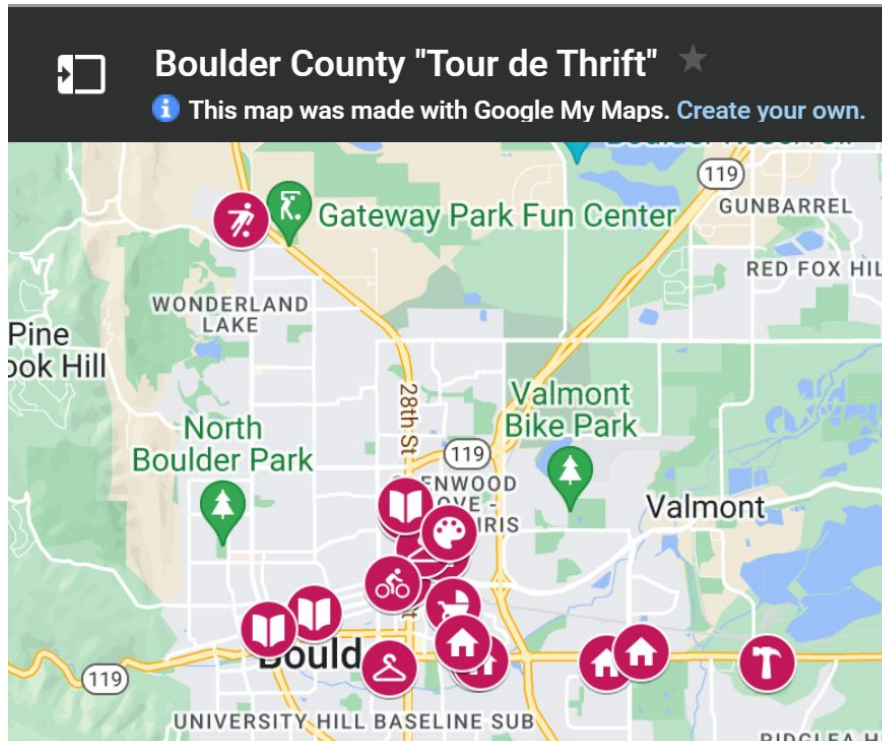 Boulder County "Tour de Thrift"
This map was made with Google My Maps. Create your own.
119
GUNBARREL
Gateway Park Fun Center
RED FOX HIL
WONDERLAND
LAKE
Pine
ook Hill
28th St
Valmont
Bike Park
North
Boulder Park
119
Valmont
Bould
119
UNIVERSITY HILL
BASELINE SUB